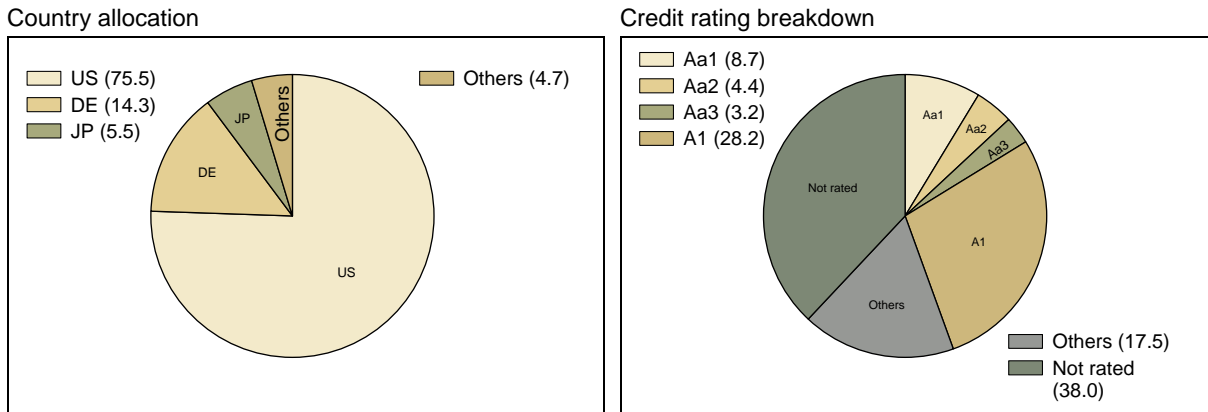 Country allocation
US (75.5)
DE (14.3)
JP (5.5)
Others (4.7)
JP
Others
DE
US
Credit rating breakdown
Aa1 (8.7)
Aa2 (4.4)
Aa3 (3.2)
A1 (28.2)
Aa1
Aa2
Aa3
Not rated
A1
Others
Others (17.5)
Not rated
(38.0)